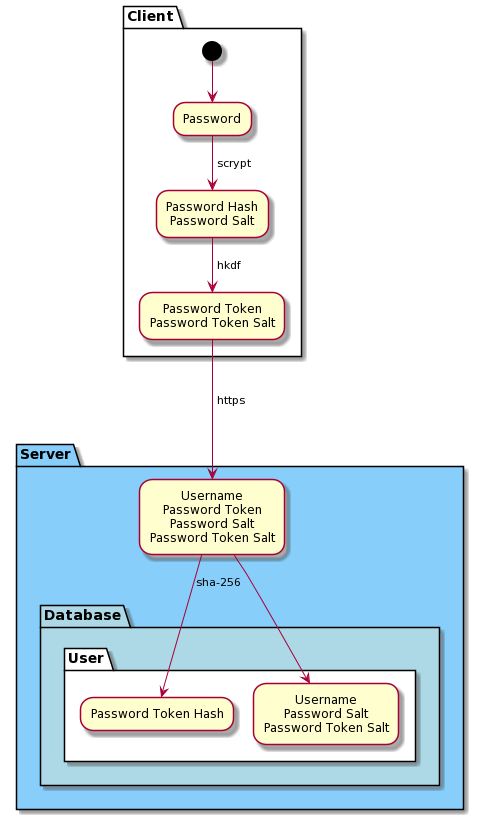 Client
Password
scrypt
Password Hash
Password Salt
hkdf
Password Token
Password Token Salt
https
Server
Username
Password Token
Password Salt
Password Token Salt
sha-256
Database
User
Password Token Hash
Username
Password Salt
Password Token Salt